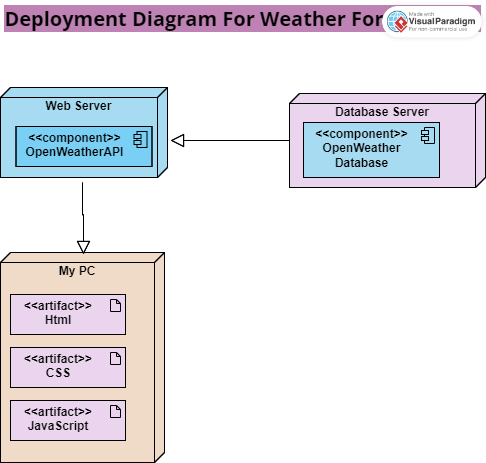 Deployment Diagram For Weather For
Made with
Visual Paradigm
For non-commercial use
Web Server
<<component>>
OpenWeatherAPI
Database Server
<<component>>
OpenWeather
Database
My PC
<<artifact>>
Html
<<artifact>>
CSS
<<artifact>>
JavaScript